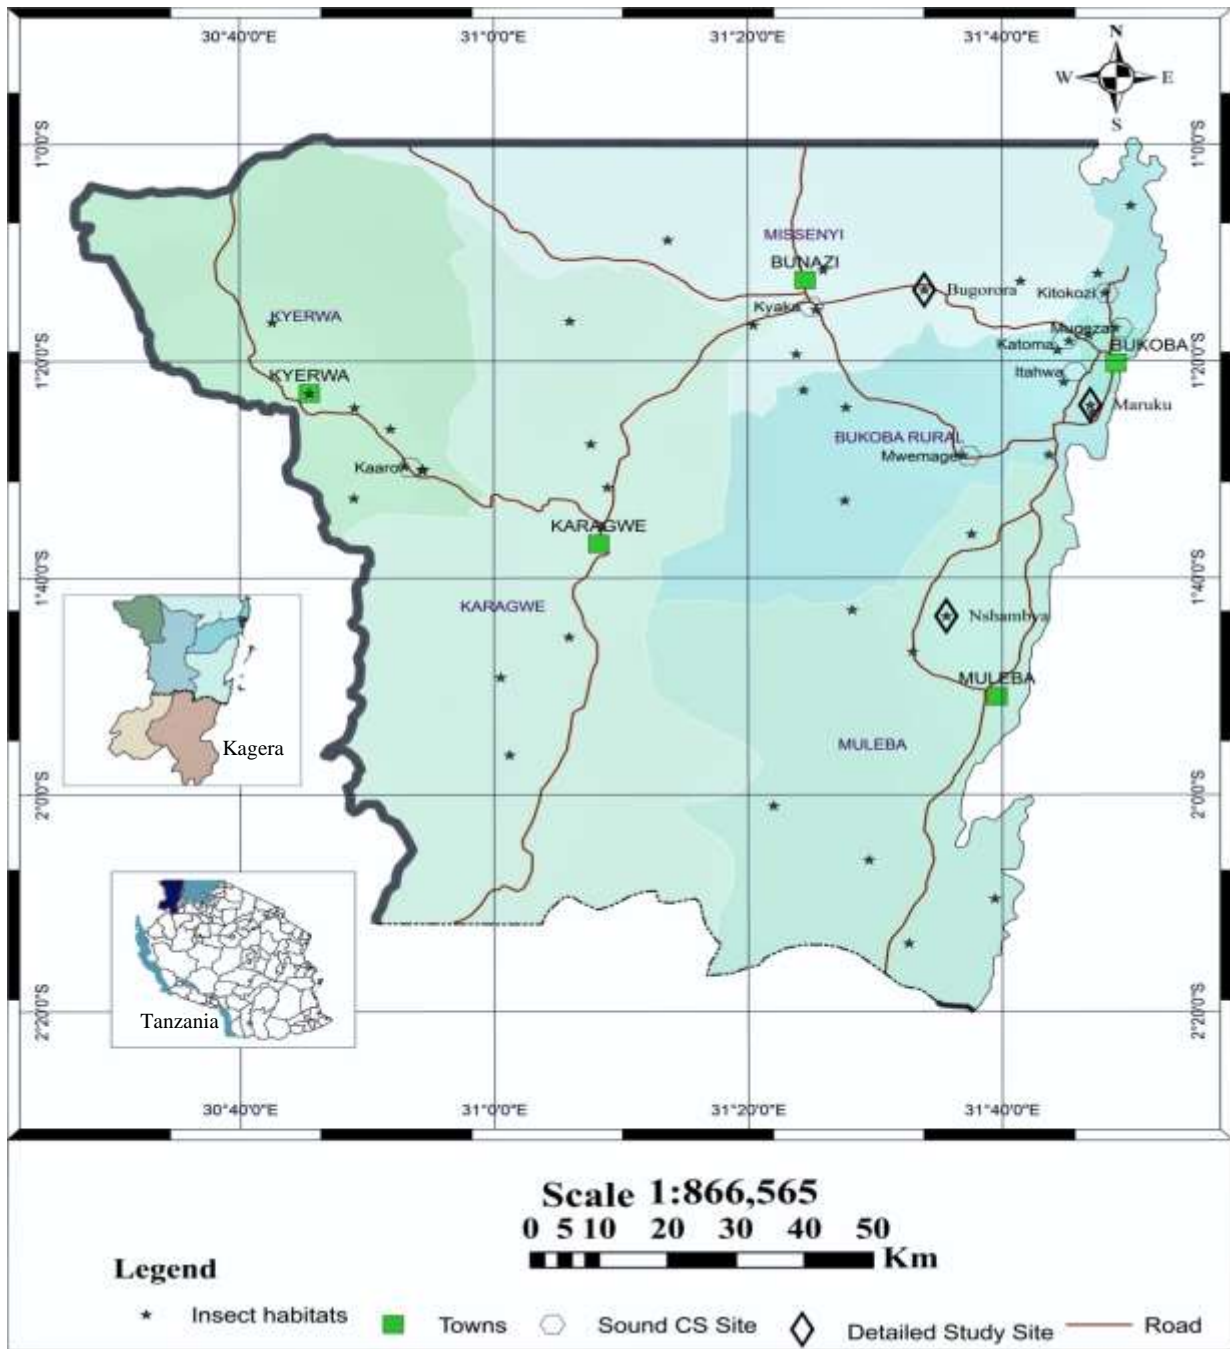 30°40'0"E 31°0'0"E 31°20'0"E 31°40'0"E
N
W E
S
1°0'0"S 1°0'0"S
MISSENYI
BUNAZI
Bugorora
Kitokozi
Kyaka
KYERWA
Mugeza
Katoma
BUKOBA
1°20'0"S 1°20'0"S
KYERWA
Itahwa
Maruku
BUKOBA RURAL
Mwemage
Kaaro
KARAGWE
1°40'0"S 1°40'0"S
KARAGWE
Nshambya
MULEBA
MULEBA
Kagera
2°0'0"S 2°0'0"S
Tanzania
2°20'0"S 2°20'0"S
30°40'0"E 31°0'0"E 31°20'0"E 31°40'0"E
Scale 1:866,565
0 5 10 20 30 40 50
Km
Legend
Insect habitats Towns Sound CS Site Detailed Study Site Road